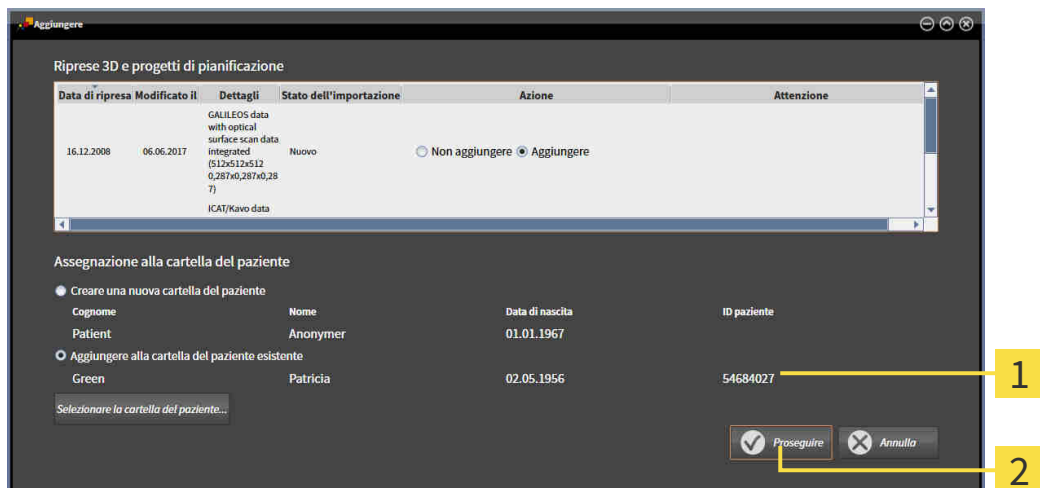 Aggiungere
Riprese 3D e progetti di pianificazione
Data di ripresa Modificato il Dettagli Stato dell'importazione Azione Attenzione
GALILEOS data
with optical
surface scan data
16.12.2008 06.06.2017 integrated Nuovo Non aggiungere Aggiungere
(512x512x512
0,287x0,287x0,28
7)
ICAT/Kavo data
Assegnazione alla cartella del paziente
Creare una nuova cartella del paziente
Cognome Nome Data di nascita ID paziente
Patient Anonymer 01.01.1967
Aggiungere alla cartella del paziente esistente
Green Patricia 02.05.1956 54684027 1
Selezionare la cartella del paziente...
Proseguire Annulla
2